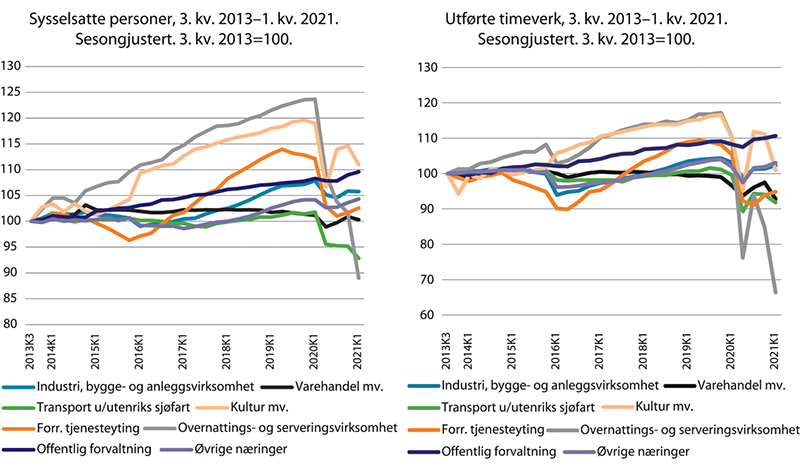 Sysselsatte personer, 3. kv. 2013–1. kv. 2021.
Sesongjustert. 3. kv. 2013=100.
130
125
120
115
110
105
100
95
90
85
80
2013K3
2014K1
2015K1
2016K1
2017K1
2018K1
2019K1
2020K1
2021K1
Industri, bygge- og anleggsvirksomhet
Varehandel mv.
Transport u/utenriks sjøfart
Kultur mv.
Forr. tjenesteyting
Overnattings- og serveringsvirksomhet
Offentlig forvaltning
Øvrige næringer
Utførte timeverk, 3. kv. 2013–1. kv. 2021.
Sesongjustert. 3. kv. 2013=100.
130
120
110
100
90
80
70
60
2013K3
2014K1
2015K1
2016K1
2017K1
2018K1
2019K1
2020K1
2021K1
Industri, bygge- og anleggsvirksomhet
Varehandel mv.
Transport u/utenriks sjøfart
Kultur mv.
Forr. tjenesteyting
Overnattings- og serveringsvirksomhet
Offentlig forvaltning
Øvrige næringer